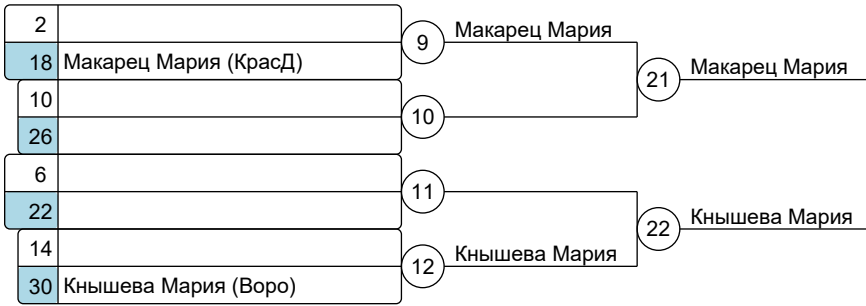 2
9 Макарец Мария
18 Макарец Мария (КрасД)
21 Макарец Мария
10
10
26
6
11
22
22 Кнышева Мария
14
12 Кнышева Мария
30 Кнышева Мария (Воро)